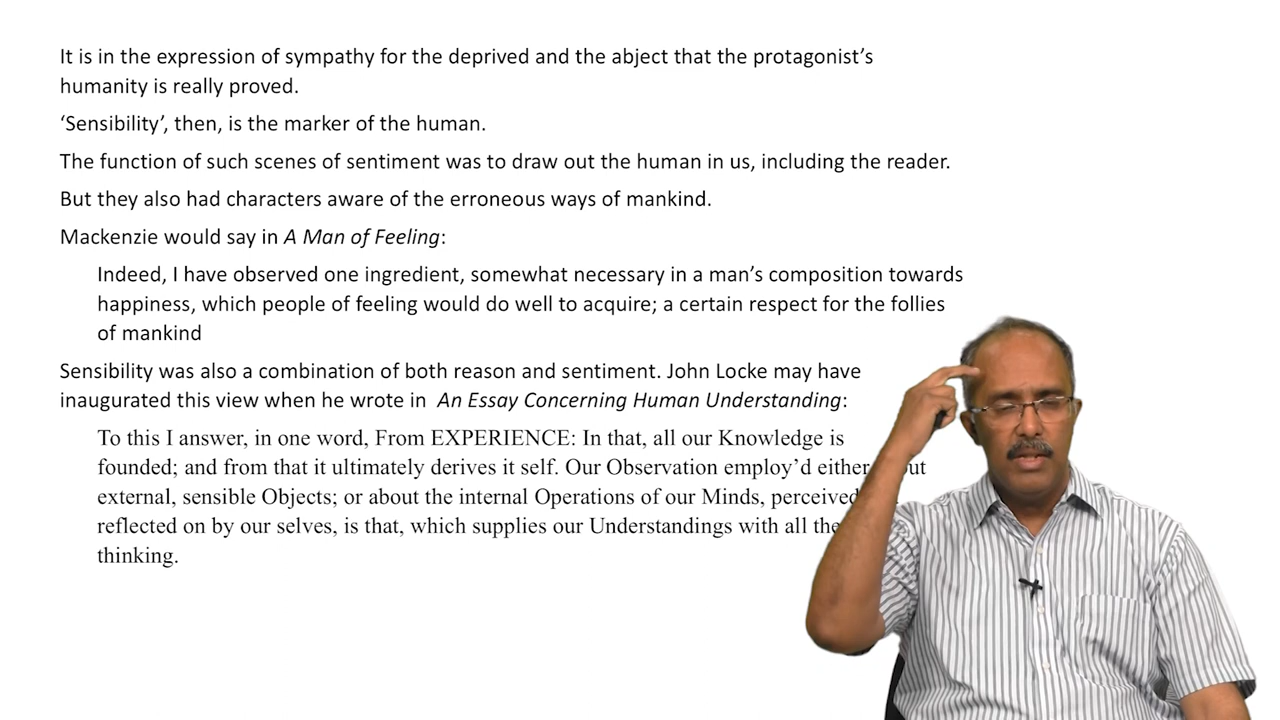 It is in the expression of sympathy for the deprived and the abject that the protagonist’s
humanity is really proved.
‘Sensibility’, then, is the marker of the human.
The function of such scenes of sentiment was to draw out the human in us, including the reader.
But they also had characters aware of the erroneous ways of mankind.
Mackenzie would say in A Man of Feeling:
Indeed, I have observed one ingredient, somewhat necessary in a man’s composition towards
happiness, which people of feeling would do well to acquire; a certain respect for the follies
of mankind
Sensibility was also a combination of both reason and sentiment. John Locke may have
inaugurated this view when he wrote in An Essay Concerning Human Understanding:
To this I answer, in one word, From EXPERIENCE: In that, all our Knowledge is
founded; and from that it ultimately derives it self. Our Observation employ’d either
external, sensible Objects; or about the internal Operations of our Minds, perceived
reflected on by our selves, is that, which supplies our Understandings with all the
thinking.